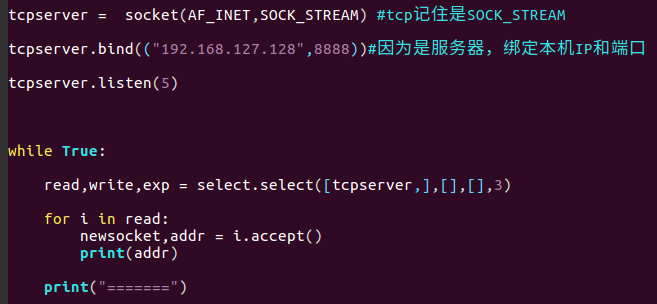 tcpserver =  socket(AF_INET,SOCK_STREAM) #tcp记住是SOCK_STREAM
tcpserver.bind(("192.168.127.128",8888))#因为是服务器，绑定本机IP和端口
tcpserver.listen(5)
while True:
    read,write,exp = select.select([tcpserver,],[],[],3)
    for i in read:
        newsocket,addr = i.accept()
        print(addr)
    print("=======")